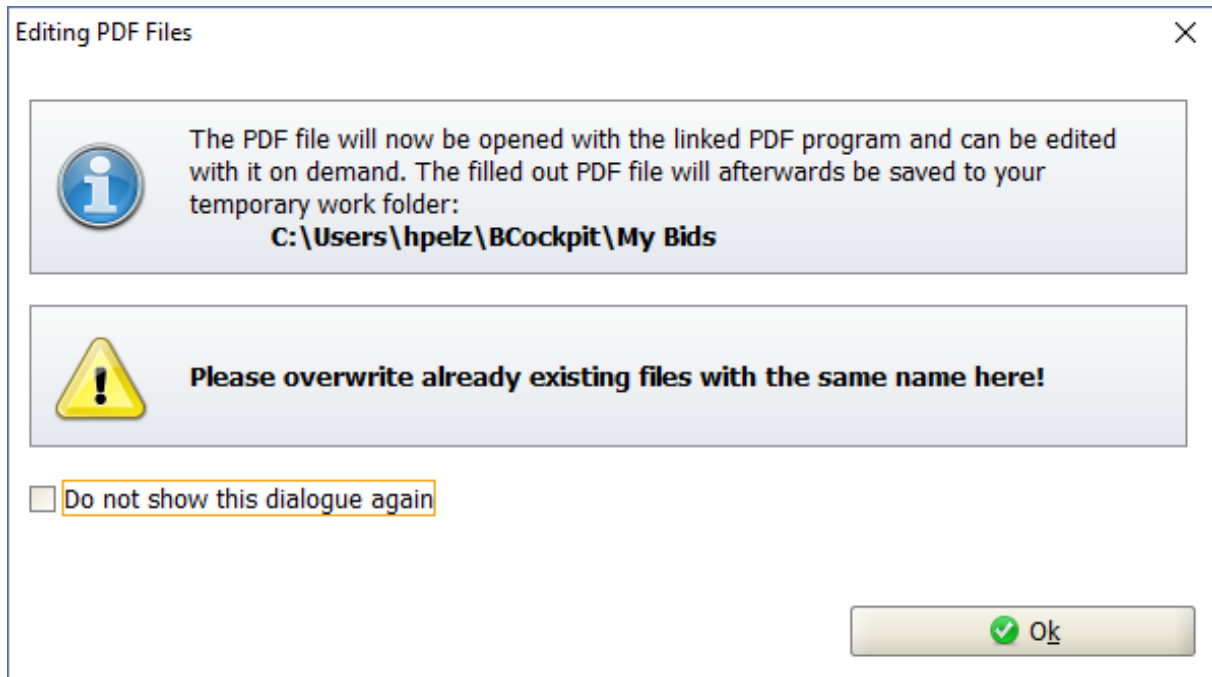 Editing PDF Files
The PDF file will now be opened with the linked PDF program and can be edited
with it on demand. The filled out PDF file will afterwards be saved to your
temporary work folder:
C:\Users\hpelz\BCockpit\My Bids
Please overwrite already existing files with the same name here!
Do not show this dialogue again
Ok